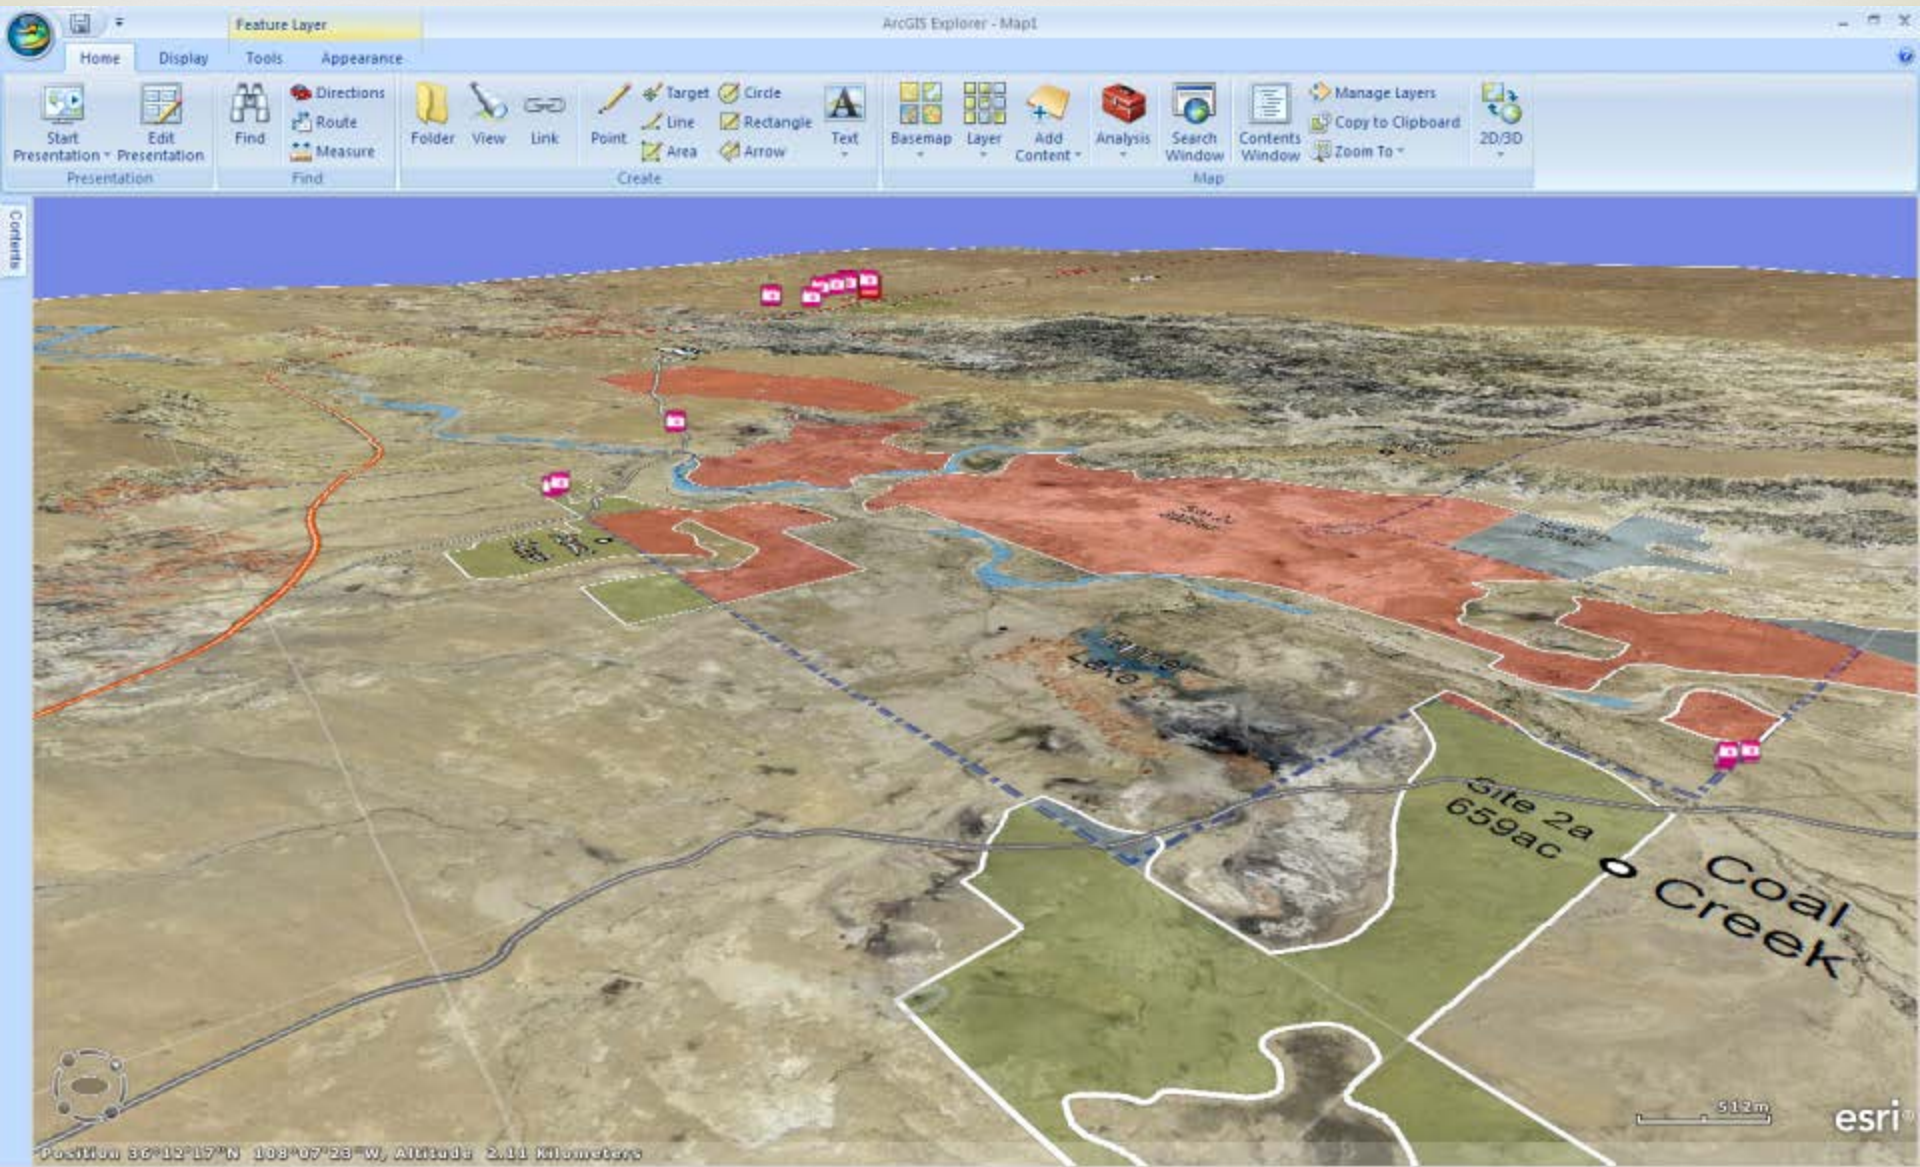 Feature Layer
ArcGIS Explorer - Map1
Home
Display
Tools
Appearance
Start
Presentation
Edit
Presentation
Presentation
Find
Directions
Route
Measure
Find
Folder
View
Link
Point
Target
Line
Area
Circle
Rectangle
Arrow
Text
Create
Basemap
Layer
Add
Content
Analysis
Search
Window
Contents
Window
Manage Layers
Copy to Clipboard
Zoom To
2D/3D
Map
Contents
Lake
Site 2a
659ac
Coal
Creek
512m
esri
Position 36°12'17"N 108°07'23"W, Altitude 2.11 Kilometers